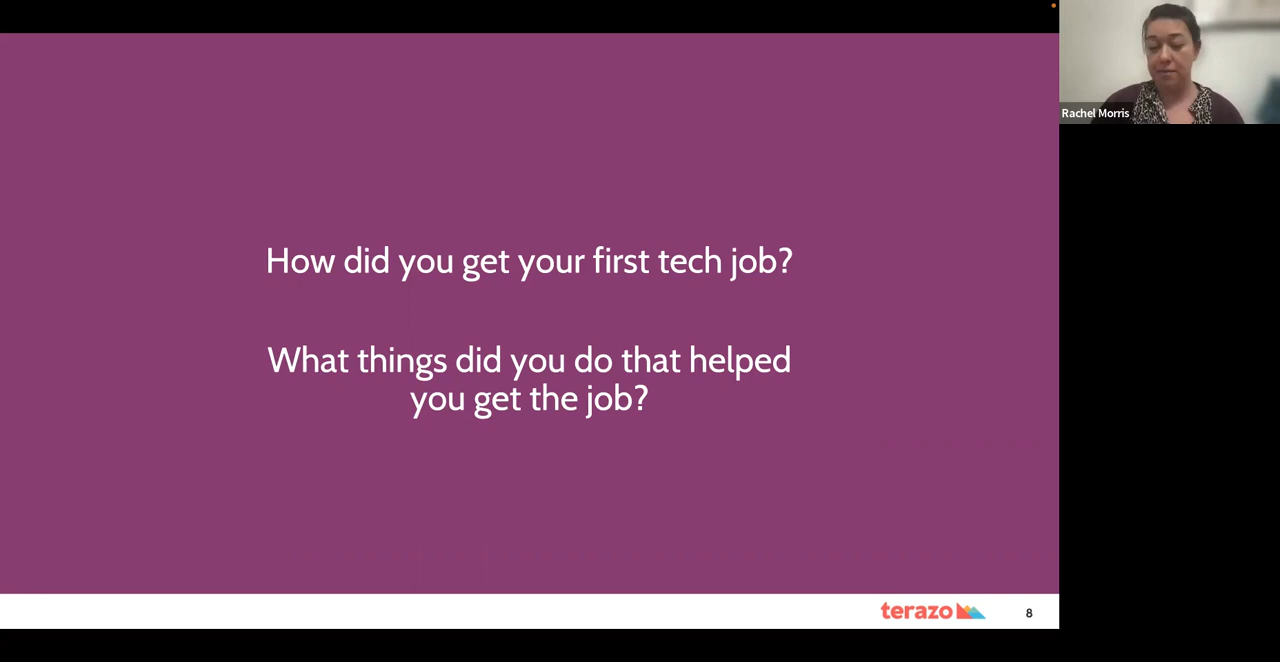 Rachel Morris
How did you get your first tech job?
What things did you do that helped
you get the job?
terazo
8